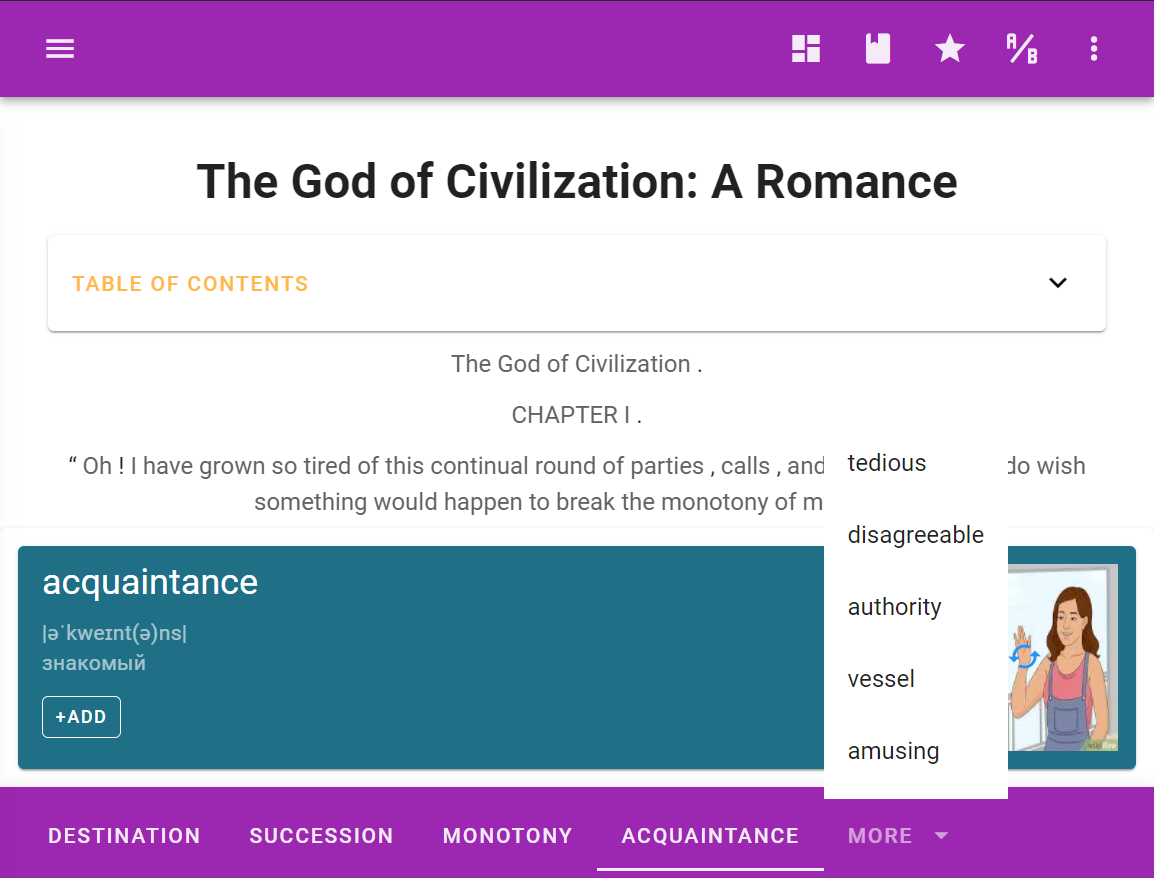 A/B
The God of Civilization: A Romance
TABLE OF CONTENTS
The God of Civilization .
CHAPTER I .
“ Oh ! I have grown so tired of this continual round of parties , calls , and do wish
something would happen to break the monotony of m
tedious
disagreeable
authority
vessel
amusing
acquaintance
|əˈkweɪnt(ə)ns|
знакомый
+ADD
wikiHow
DESTINATION
SUCCESSION
MONOTONY
ACQUAINTANCE
MORE